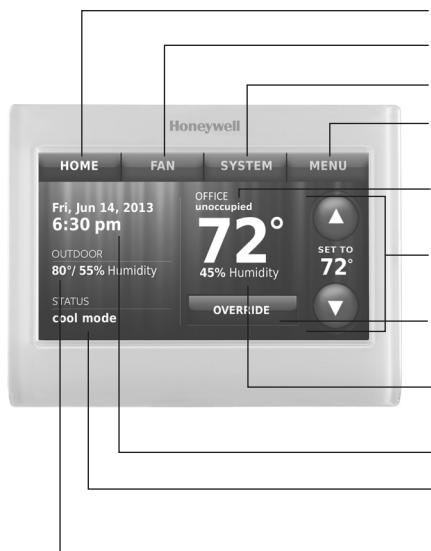 Honeywell
HOME FAN SYSTEM MENU
Fri, Jun 14, 2013
6:30 pm
OUTDOOR
80°/ 55% Humidity
STATUS
cool mode
OFFICE
unoccupied
72°
45% Humidity
OVERRIDE
SET TO
72°